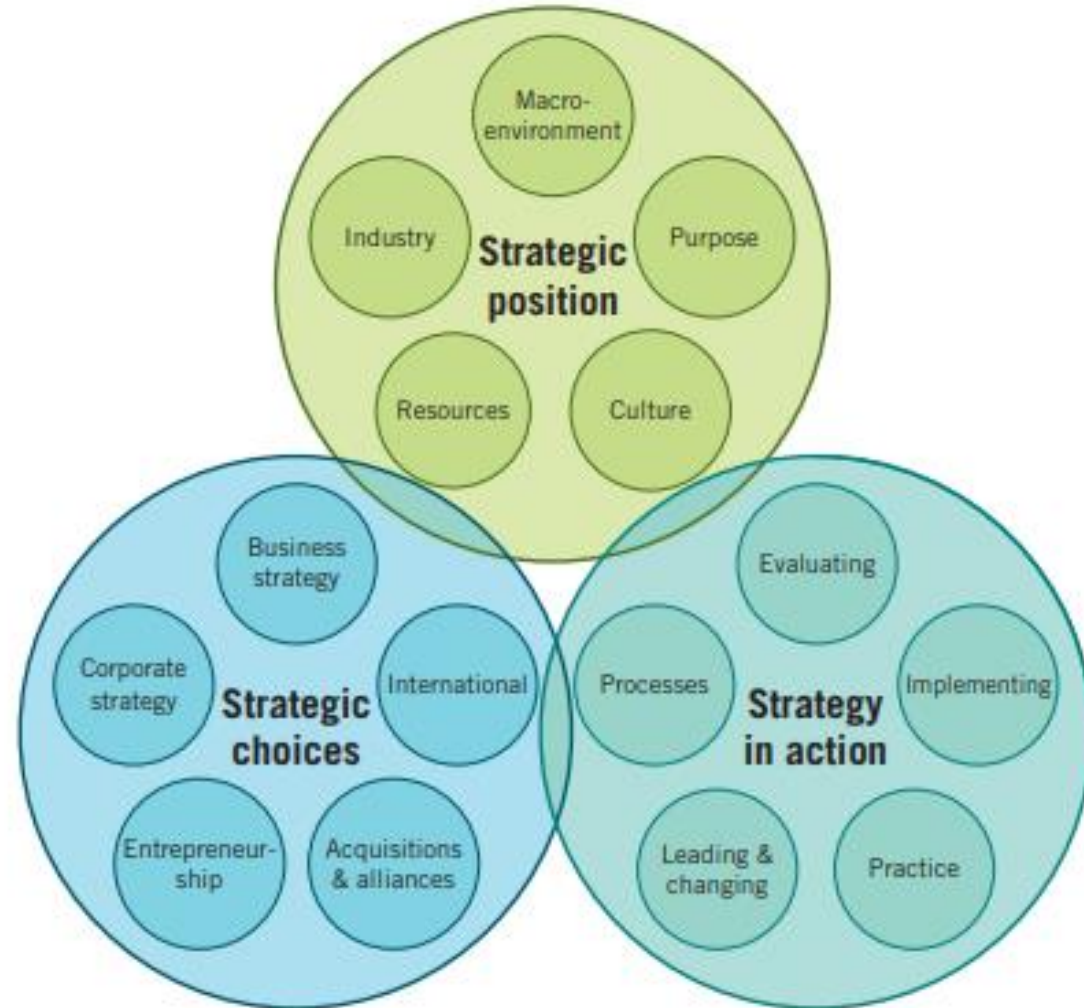 Macro-
environment
Industry
Purpose
Strategic
position
Resources
Culture
Business
strategy
Corporate
strategy
International
Strategic
choices
Entrepreneur-
ship
Acquisitions
& alliances
Evaluating
Processes
Implementing
Strategy
in action
Leading &
changing
Practice